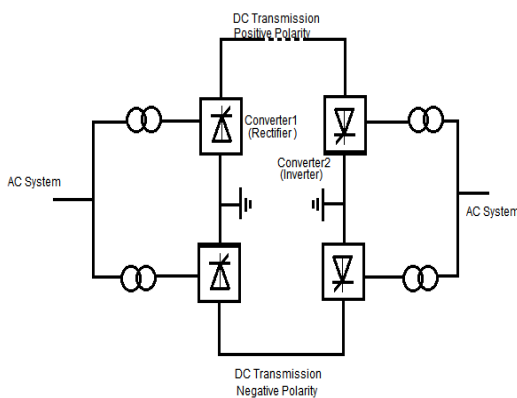 DC Transmission
Positive Polarity
Converter1
(Rectifier )
Converter2
(Inverter)
AC System
AC System
DC Transmission
Negative Polarity